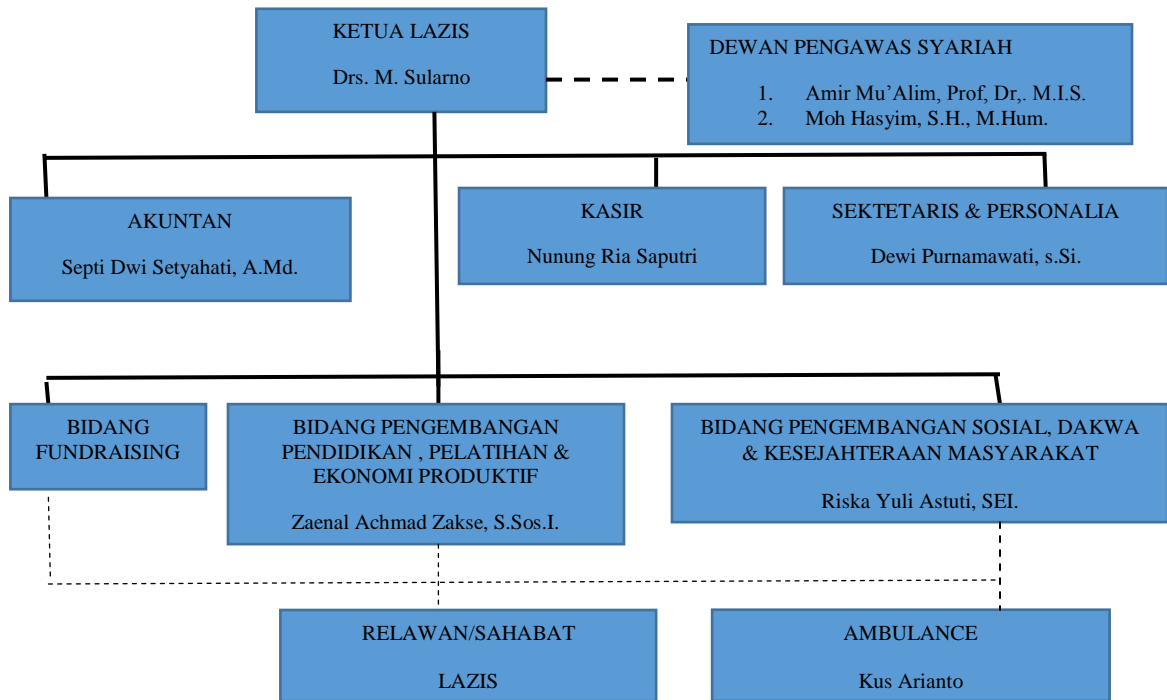 KETUA LAZIS
Drs. M. Sularno
DEWAN PENGAWAS SYARIAH
1. Amir Mu’Alim, Prof, Dr,. M.I.S.
2. Moh Hasyim, S.H., M.Hum.
AKUNTAN
Septi Dwi Setyahati, A.Md.
KASIR
Nunung Ria Saputri
SEKTETARIS & PERSONALIA
Dewi Purnamawati, s.Si.
BIDANG
FUNDRAISING
BIDANG PENGEMBANGAN
PENDIDIKAN , PELATIHAN &
EKONOMI PRODUKTIF
Zaenal Achmad Zakse, S.Sos.I.
BIDANG PENGEMBANGAN SOSIAL, DAKWA
& KESEJAHTERAAN MASYARAKAT
Riska Yuli Astuti, SEI.
RELAWAN/SAHABAT
LAZIS
AMBULANCE
Kus Arianto